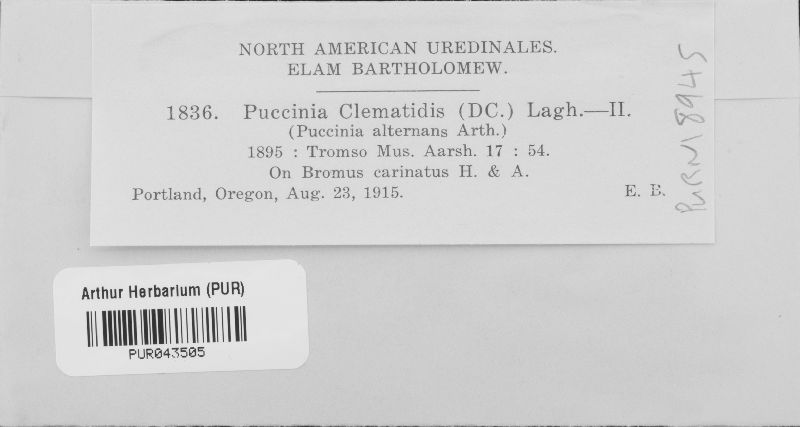 NORTH AMERICAN UREDINALES.
ELAM BARTHOLOMEW.
1836. Puccinia Clematidis (DC.) Lagh.—II.
(Puccinia alternans Arth.)
1895 : Tromso Mus. Aarsh. 17 : 54.
On Bromus carinatus H. & A.
Portland, Oregon, Aug. 23, 1915. E. B.
PURN18945
Arthur Herbarium (PUR)
PUR043505